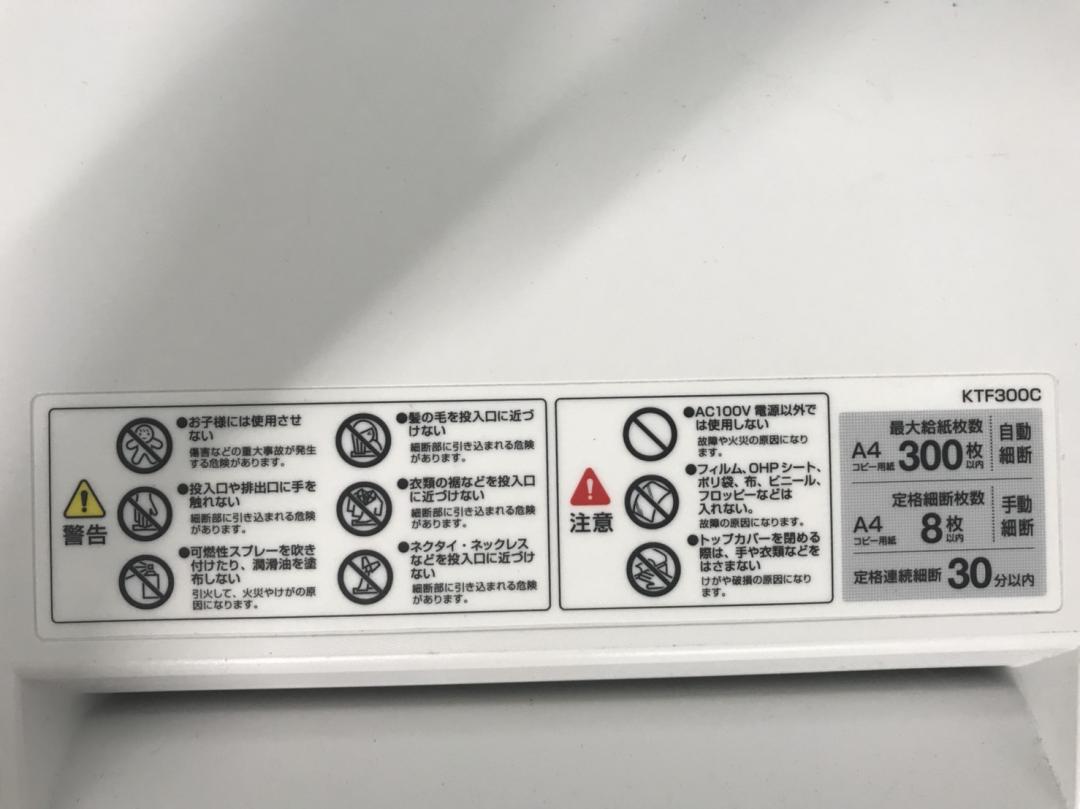 KTF300C
警告
●お子様には使用させ
ない
傷害などの重大事故が発生
する危険があります。
●投入口や排出口に手を
触れない
細断部に引き込まれる危険
があります。
●可燃性スプレーを吹き
付けたり、潤滑油を塗
布しない
引火して、火災やけがの原
因になります。
●髪の毛を投入口に近づ
けない
細断部に引き込まれる危険
があります。
●衣類の裾などを投入口
に近づけない
細断部に引き込まれる危険
があります。
●ネクタイ・ネックレス
などを投入口に近づけ
ない
細断部に引き込まれる危険
があります。
注意
●AC100V電源以外で
は使用しない
故障や火災の原因になり
ます。
●フィルム、OHPシート、
ポリ袋、布、ビニール、
フロッピーなどは
入れない。
故障の原因になります。
●トップカバーを閉める
際は、手や衣類などを
はさまない
けがや破損の原因になり
ます。
最大給紙枚数
A4 コピー用紙 300枚以内
自動
細断
定格細断枚数
A4 コピー用紙 8枚以内
手動
細断
定格連続細断 30分以内